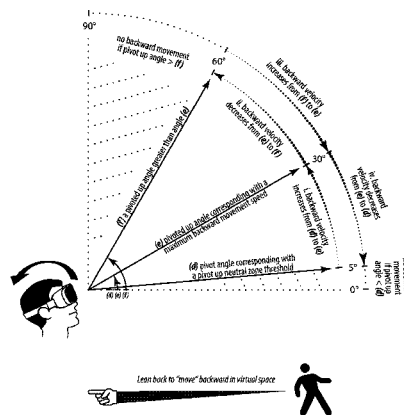 90°
no backward movement
if pivot up angle > (f)
60°
iii. backward velocity
increases from (f) to (e)
ii. backward velocity
decreases from (e) to (f)
(f) a pivoted up angle greater than angle (e)
30°
iv. backward
velocity decreases
from (e) to (d)
i. backward velocity
increases from (d) to (e)
(e) pivoted up angle corresponding with a
maximum backward movement speed
(d) pivot angle corresponding with
a pivot up neutral zone threshold
5°
0°
movement
if pivot up
angle < (d)
(d) (e) (f)
Lean back to "move" backward in virtual space